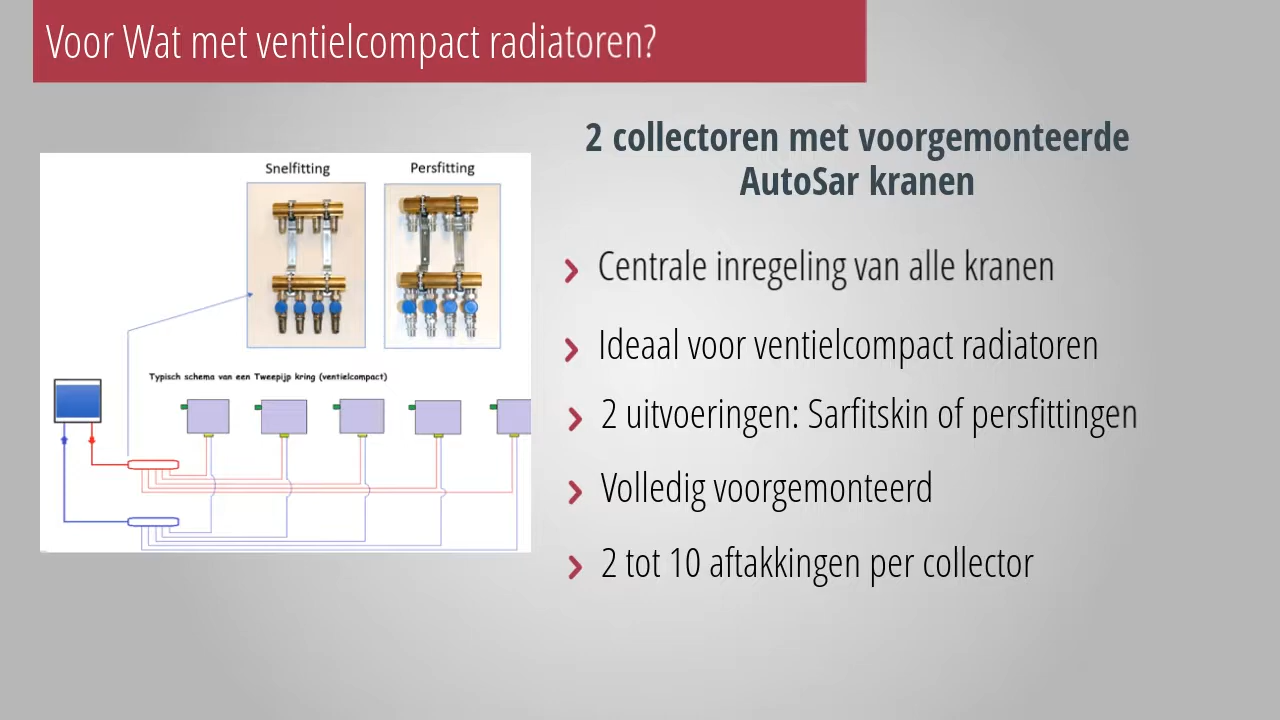 Voor Wat met ventielcompact radiatoren?
2 collectoren met voorgemonteerde
AutoSar kranen
Snelfitting
Persfitting
Typisch schema van een Tweepijp kring (ventielcompact)
Centrale inregeling van alle kranen
Ideaal voor ventielcompact radiatoren
2 uitvoeringen: Sarfitskin of persfittingen
Volledig voorgemonteerd
2 tot 10 aftakkingen per collector